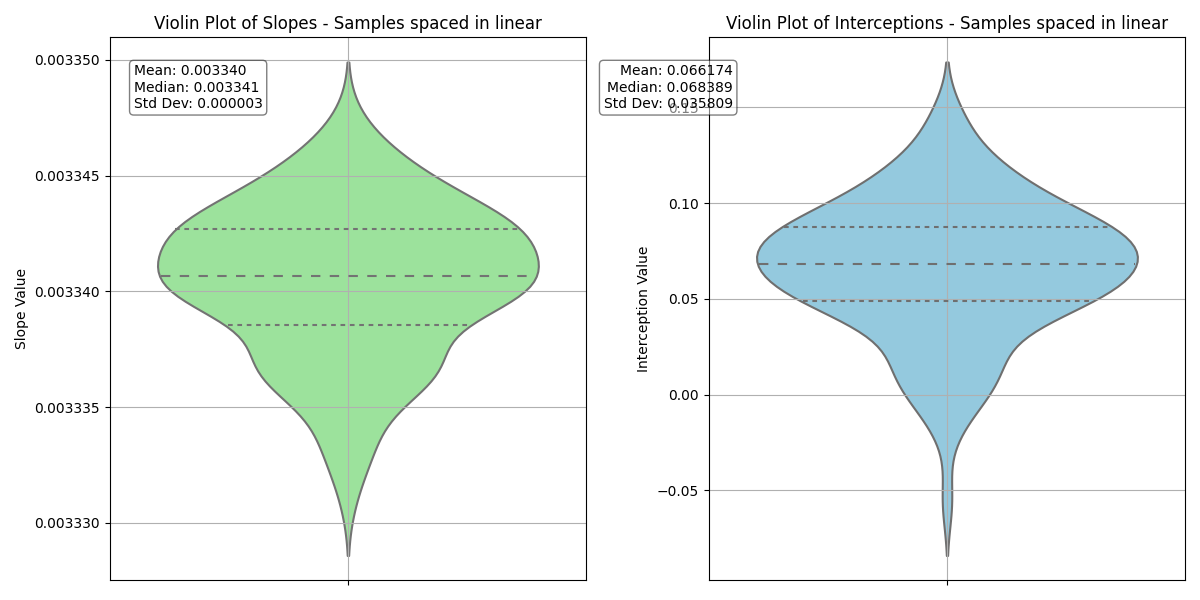 Violin Plot of Slopes - Samples spaced in linear
Slope Value
0.003350
0.003345
0.003340
0.003335
0.003330
Mean: 0.003340
Median: 0.003341
Std Dev: 0.000003
Violin Plot of Interceptions - Samples spaced in linear
Interception Value
Mean: 0.066174
Median: 0.068389
Std Dev: 0.035809
0.15
0.10
0.05
0.00
−0.05